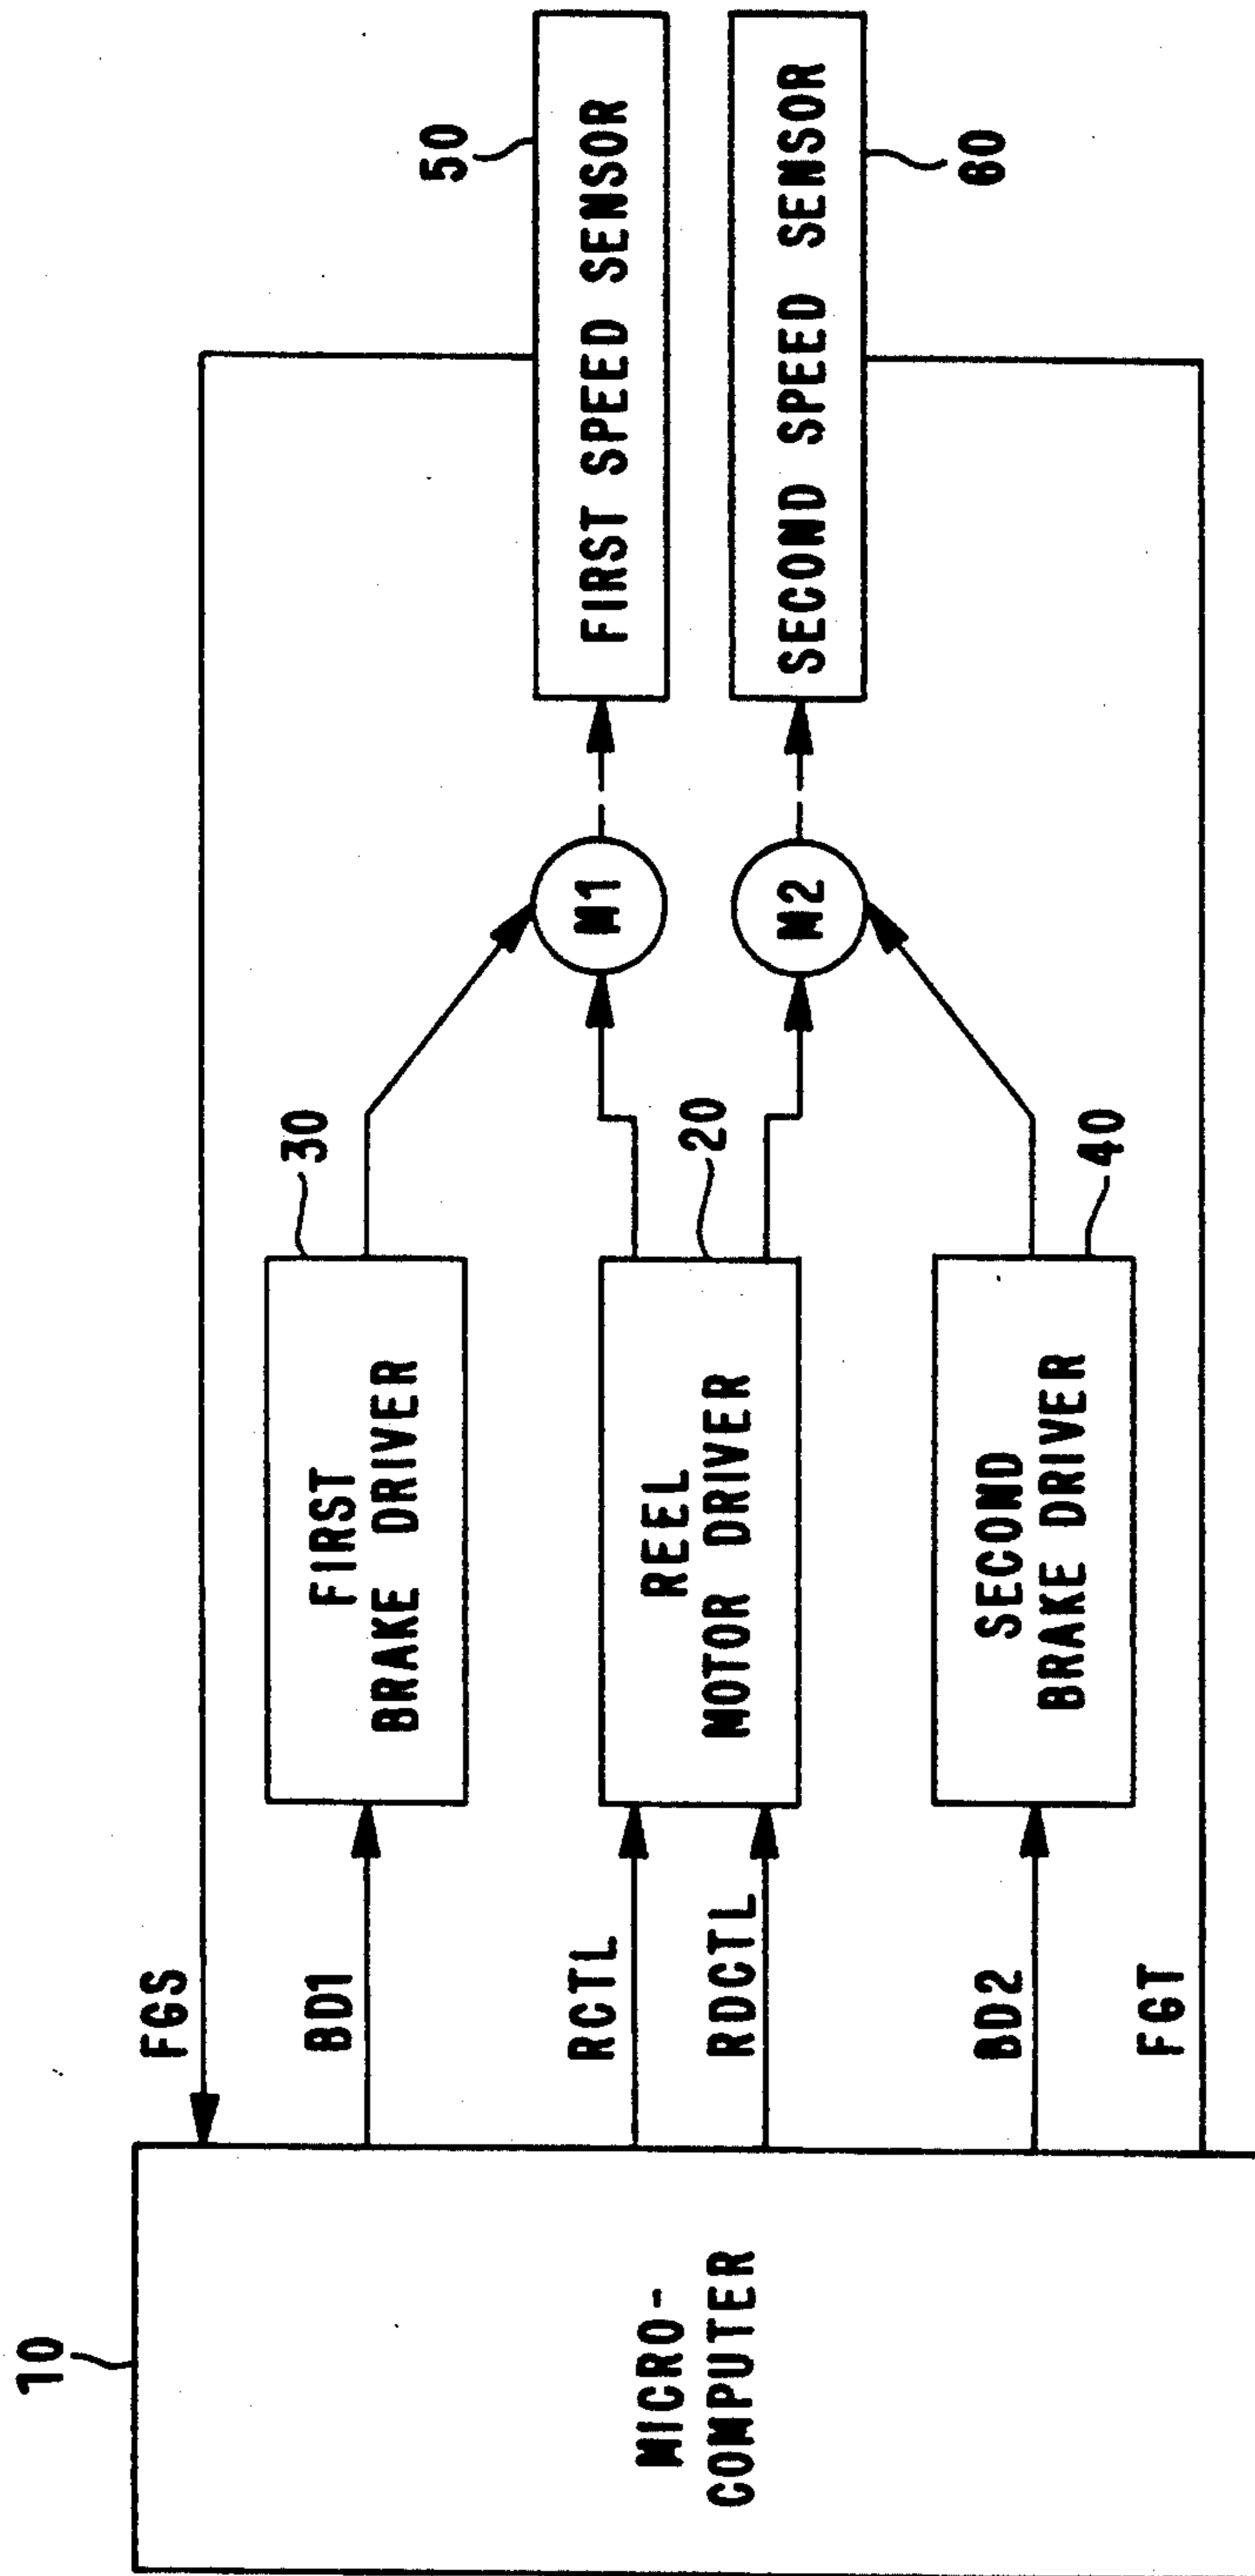 10
MICRO-
COMPUTER
FGS
BD1
RCTL
RDCTL
BD2
FGT
FIRST
BRAKE DRIVER
30
REEL
MOTOR DRIVER
20
SECOND
BRAKE DRIVER
40
M1
M2
FIRST SPEED SENSOR
50
SECOND SPEED SENSOR
60